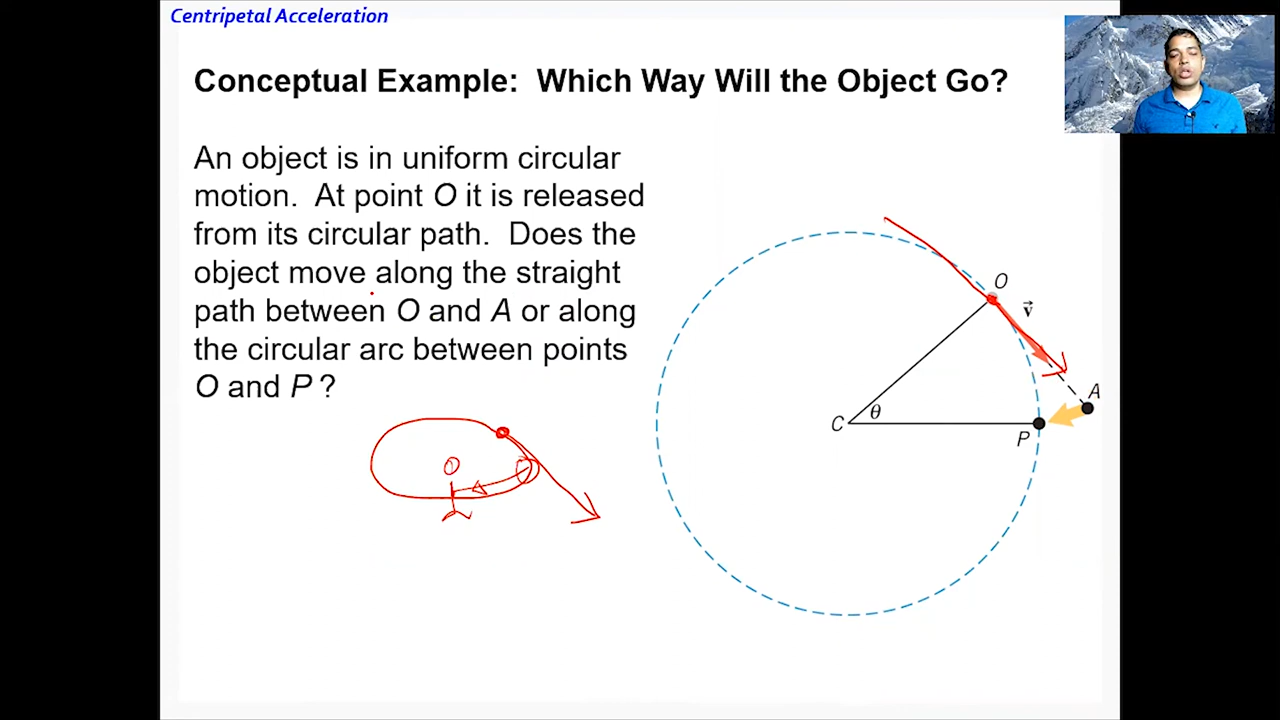 Centripetal Acceleration
Conceptual Example: Which Way Will the Object Go?
An object is in uniform circular
motion. At point O it is released
from its circular path. Does the
object move along the straight
path between O and A or along
the circular arc between points
O and P ?
O
v
A
C
θ
P